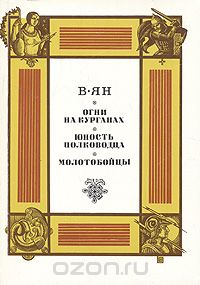 В·ЯН
ОГНИ
НА КУРГАНАХ
ЮНОСТЬ
ПОЛКОВОДЦА
МОЛОТОБОЙЦЫ
ozon.ru